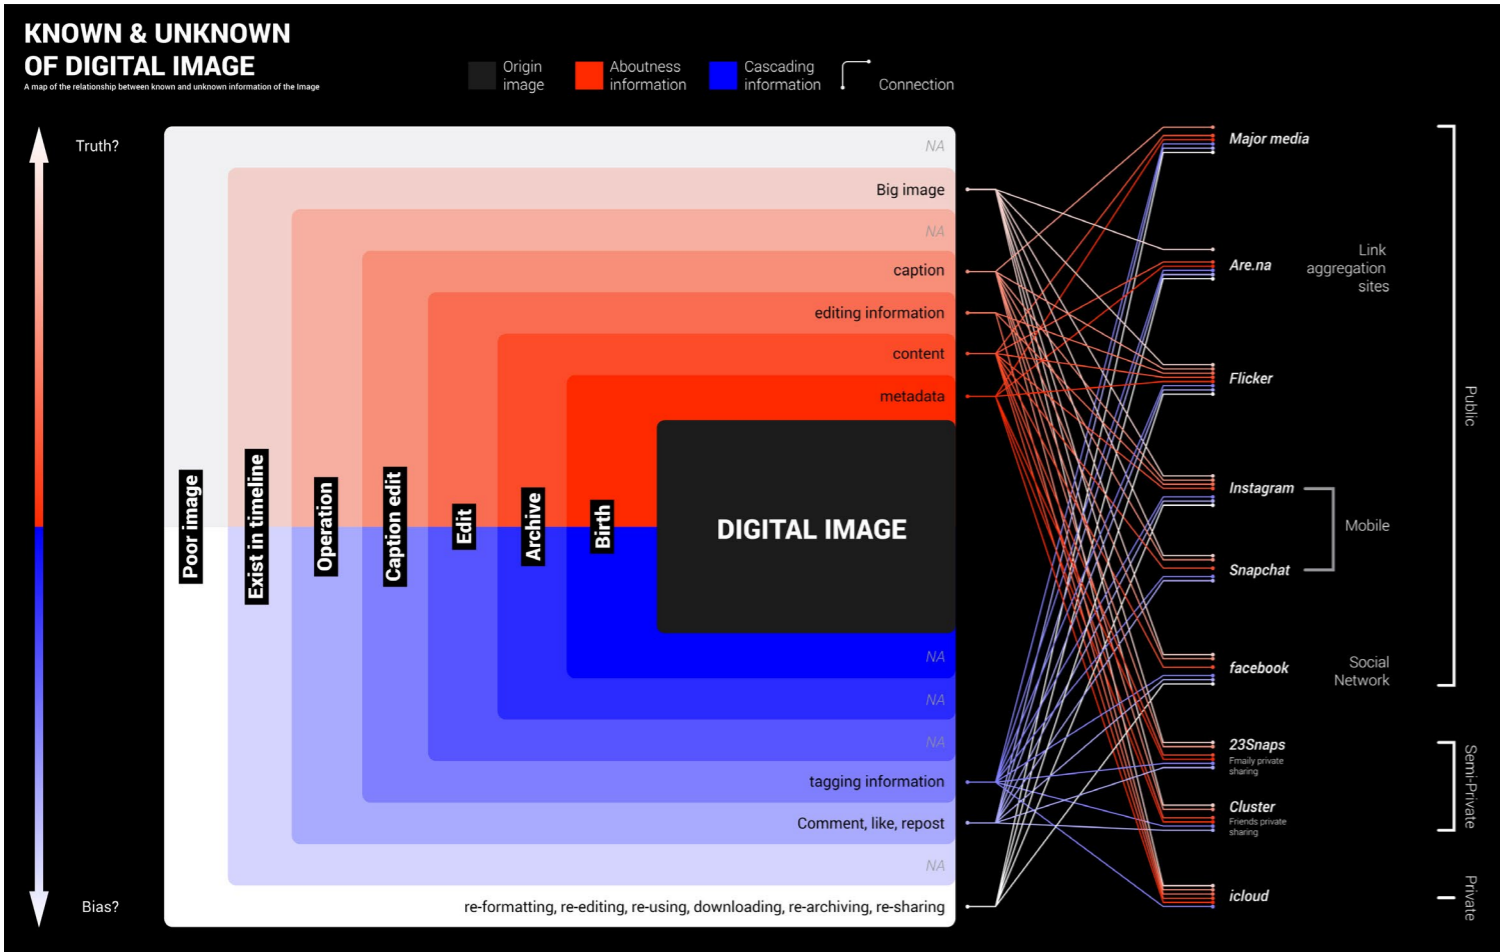 KNOWN & UNKNOWN
OF DIGITAL IMAGE
A map of the relationship between known and unknown information of the Image
Origin
image
Aboutness
information
Cascading
information
Connection
Truth?
Bias?
NA
Big image
NA
caption
editing information
content
metadata
DIGITAL IMAGE
Poor image
Exist in timeline
Operation
Caption edit
Edit
Archive
Birth
NA
NA
NA
tagging information
Comment, like, repost
NA
re-formatting, re-editing, re-using, downloading, re-archiving, re-sharing
Major media
Are.na
Link
aggregation
sites
Flicker
Instagram
Mobile
Snapchat
facebook
Social
Network
23Snaps
Fmaily private
sharing
Cluster
Friends private
sharing
icloud
Public
Semi-Private
Private